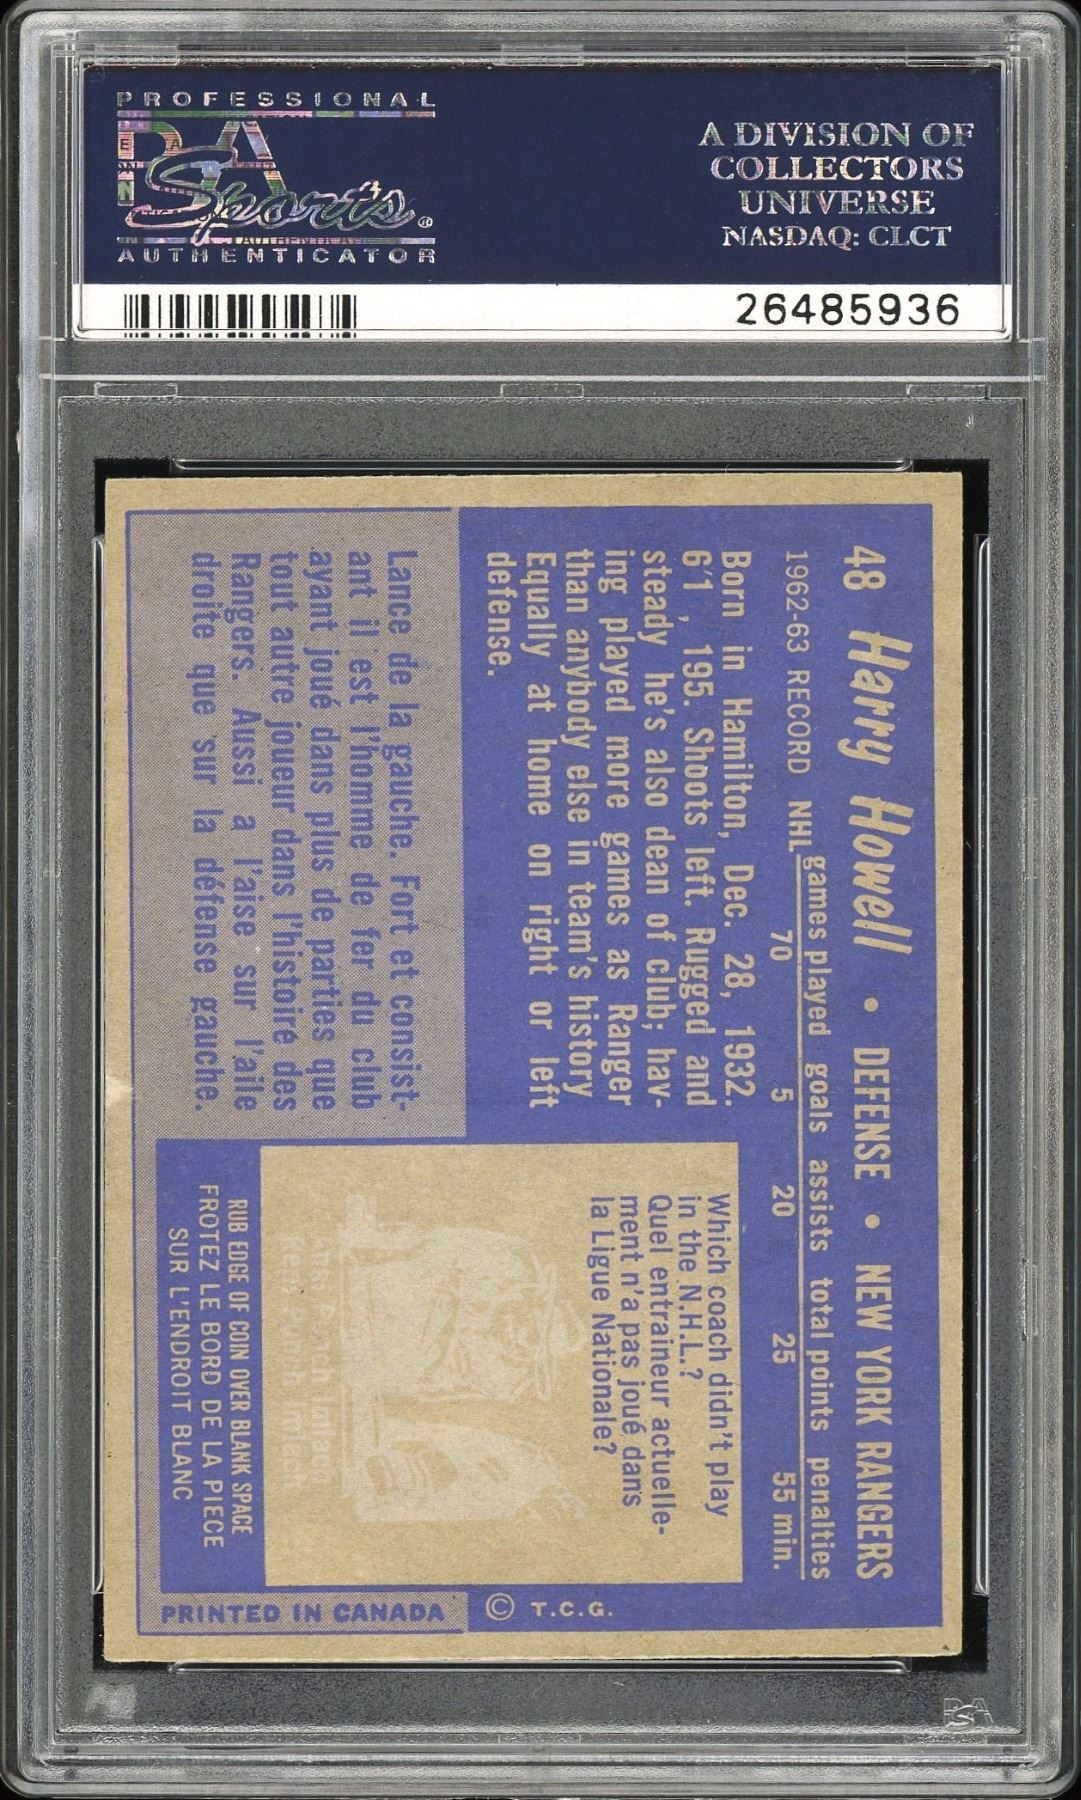 PROFESSIONAL
PSA
Sports®
AUTHENTICATOR
A DIVISION OF
COLLECTORS
UNIVERSE
NASDAQ: CLCT
26485936
48 Harry Howell • DEFENSE • NEW YORK RANGERS
games played goals assists total points penalties
1962-63 RECORD NHL 70 5 20 25 55 min.
Born in Hamilton, Dec. 28, 1932.
6'1 , 195. Shoots left. Rugged and
steady he's also dean of club; hav-
ing played more games as Ranger
than anybody else in team's history
Equally at home on right or left
defense.
Lance de la gauche. Fort et consist-
ant il est l'homme de fer du club
ayant joué dans plus de parties que
tout autre joueur dans l'histoire des
Rangers. Aussi a l'aise sur l'aile
droite que sur la défense gauche.
Which coach didn't play
in the N.H.L.?
Quel entraineur actuelle-
ment n'a pas joué dans
la Ligue Nationale?
Punch Imlach
RUB EDGE OF COIN OVER BLANK SPACE
FROTEZ LE BORD DE LA PIECE
SUR L'ENDROIT BLANC
PRINTED IN CANADA
© T.C.G.
PSA